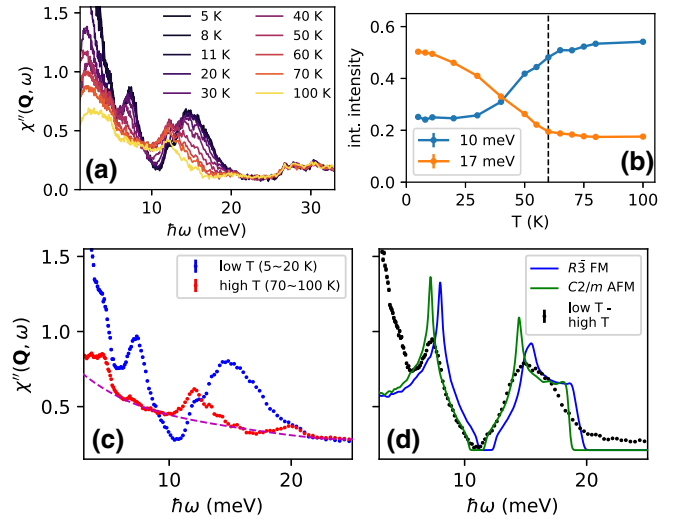 1.5
1.0
0.5
0.0
χ''(Q, ω)
5 K
8 K
11 K
20 K
30 K
40 K
50 K
60 K
70 K
100 K
(a)
10
20
30
ħω (meV)
0.6
0.4
0.2
0.0
int. intensity
10 meV
17 meV
(b)
0
25
50
75
100
T (K)
1.5
1.0
0.5
χ''(Q, ω)
low T (5~20 K)
high T (70~100 K)
(c)
10
20
ħω (meV)
R3̄ FM
C2/m AFM
low T -
high T
(d)
10
20
ħω (meV)